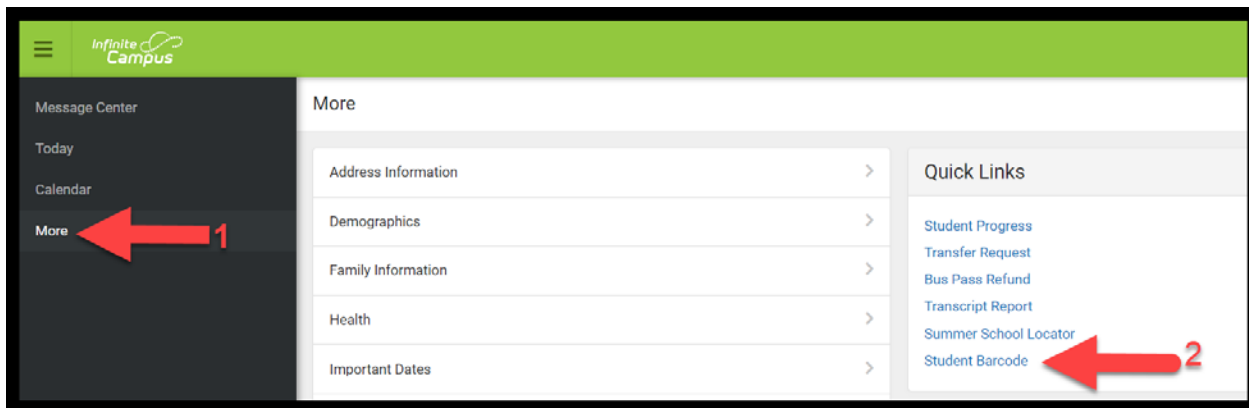 Infinite
Campus
Message Center
Today
Calendar
More
1
More
Address Information
Demographics
Family Information
Health
Important Dates
Quick Links
Student Progress
Transfer Request
Bus Pass Refund
Transcript Report
Summer School Locator
Student Barcode
2